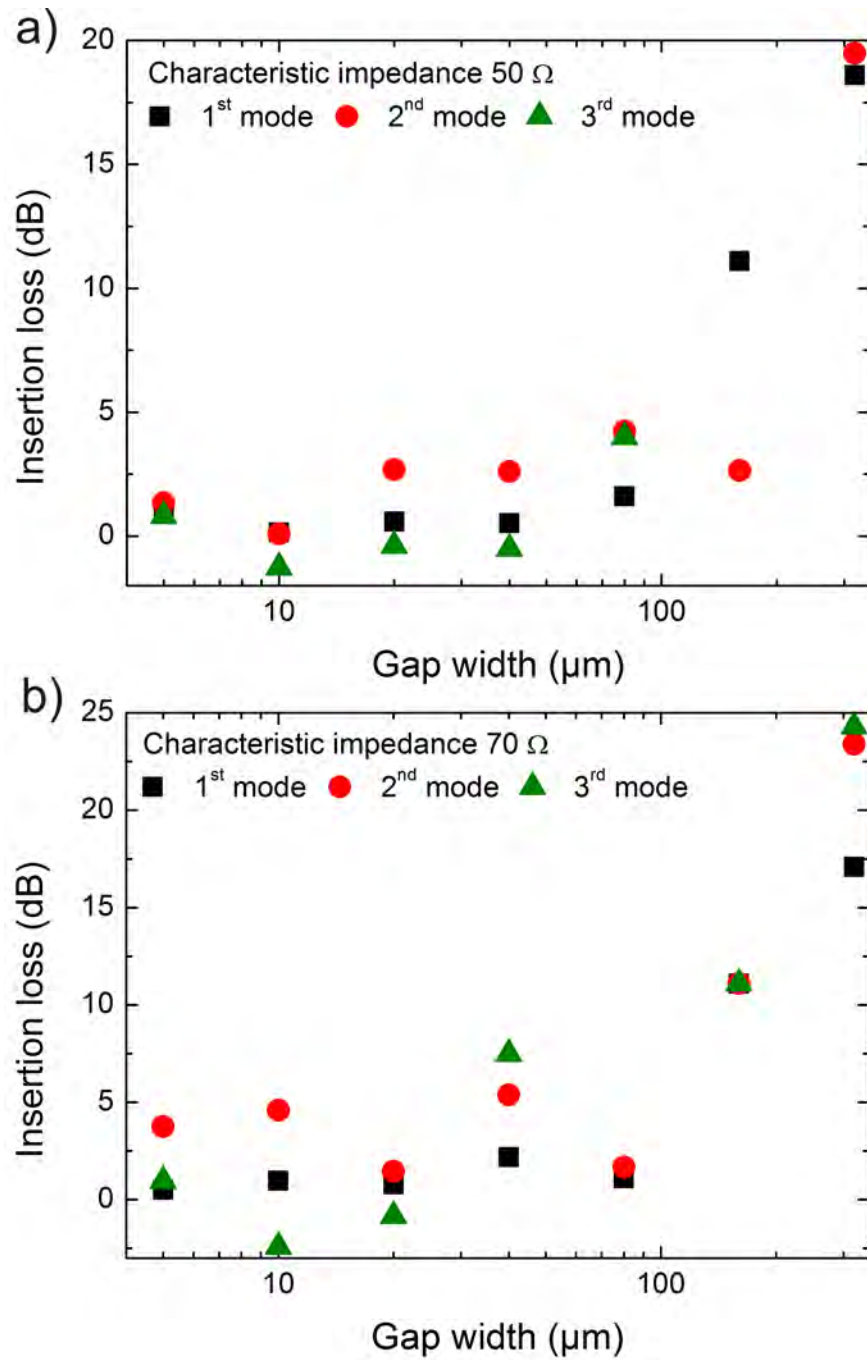 a)
20
Characteristic impedance 50 Ω
1st mode 2nd mode 3rd mode
15
10
5
0
Insertion loss (dB)
10 100
Gap width (µm)
b)
25
Characteristic impedance 70 Ω
1st mode 2nd mode 3rd mode
20
15
10
5
0
Insertion loss (dB)
10 100
Gap width (µm)